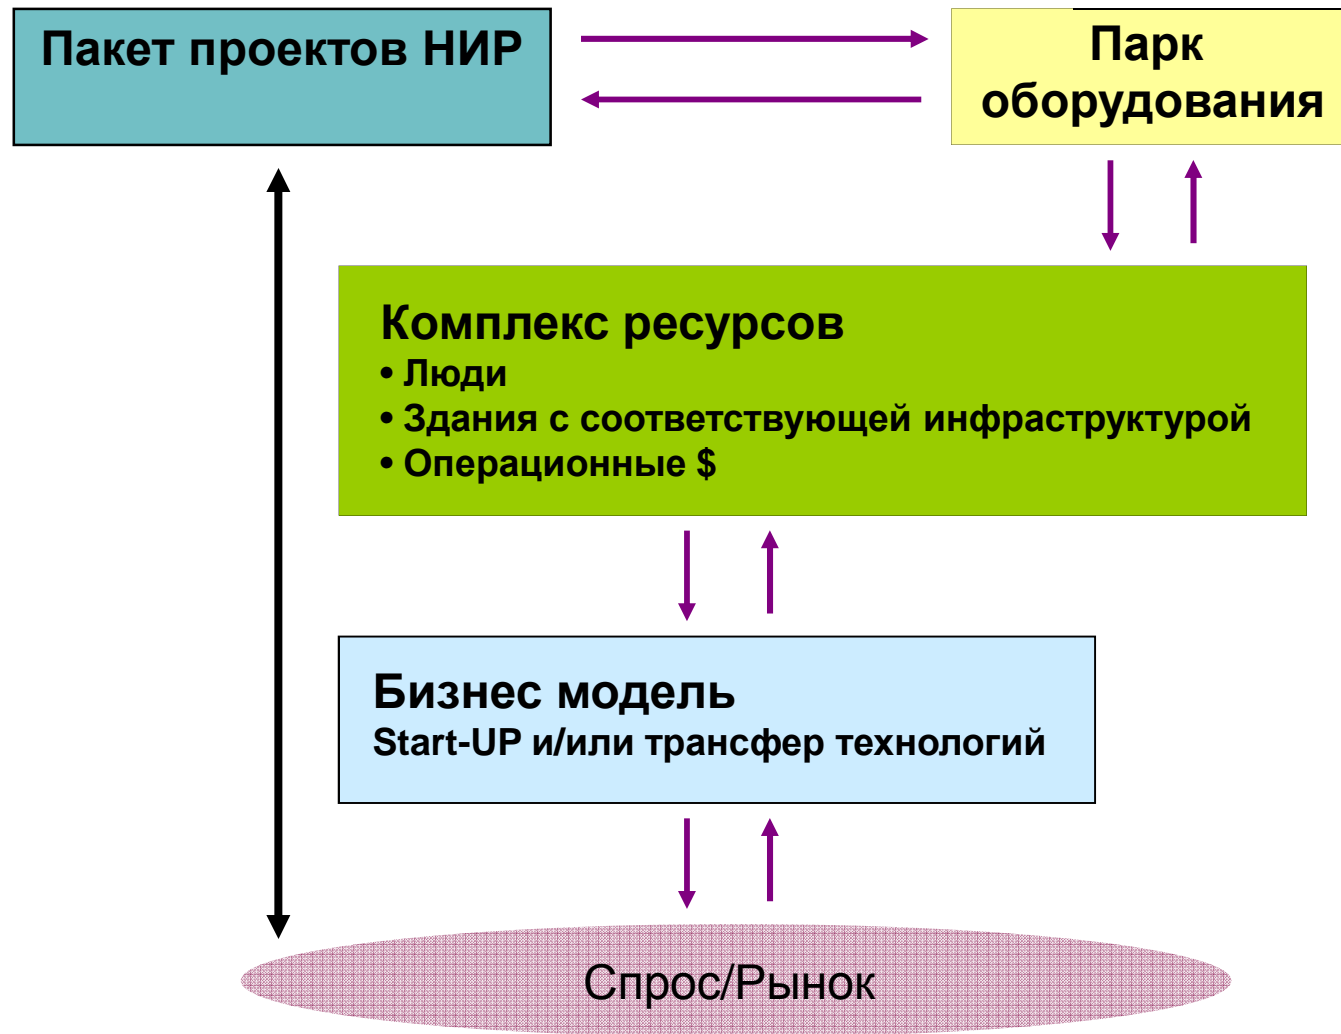 Пакет проектов НИР
Парк
оборудования
Комплекс ресурсов
• Люди
• Здания с соответствующей инфраструктурой
• Операционные $
Бизнес модель
Start-UP и/или трансфер технологий
Спрос/Рынок